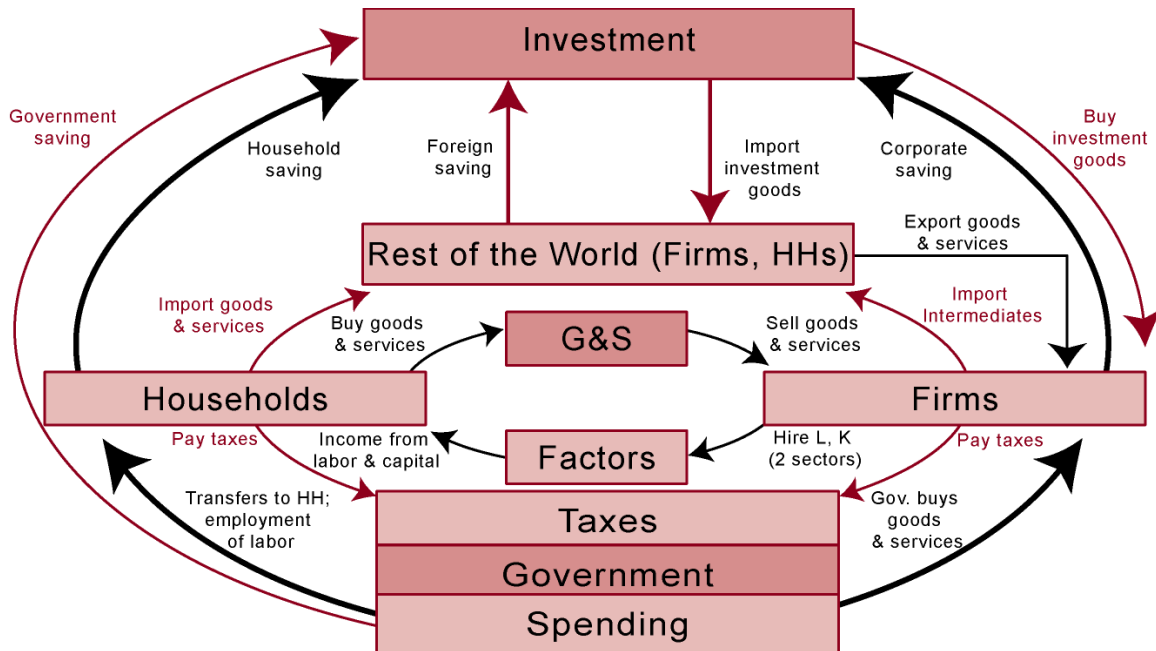 Investment
Government
saving
Household
saving
Foreign
saving
Import
investment
goods
Corporate
saving
Buy
investment
goods
Rest of the World (Firms, HHs)
Export goods
& services
Import goods
& services
Buy goods
& services
G&S
Sell goods
& services
Import
Intermediates
Households
Firms
Pay taxes
Income from
labor & capital
Factors
Hire L, K
(2 sectors)
Pay taxes
Transfers to HH;
employment
of labor
Taxes
Gov. buys
goods
& services
Government
Spending